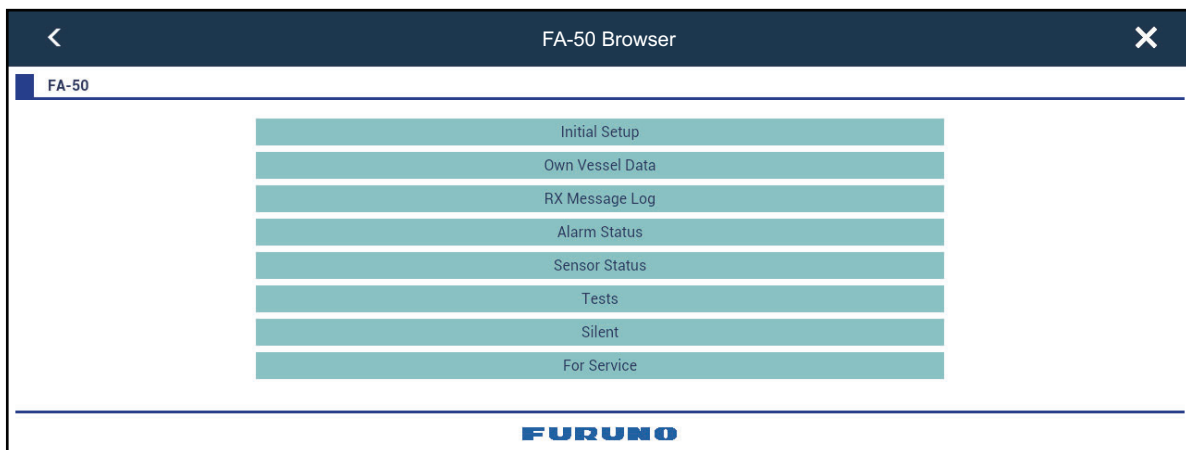 FA-50 Browser
FA-50
Initial Setup
Own Vessel Data
RX Message Log
Alarm Status
Sensor Status
Tests
Silent
For Service
FURUNO